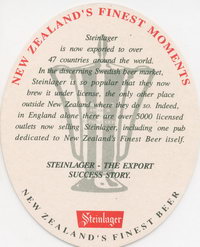 NEW ZEALAND'S FINEST MOMENTS
Steinlager
is now exported to over
47 countries around the world.
In the discerning Swedish beer market,
Steinlager is so popular that they now
brew it under license, the only other place
outside New Zealand where they do so. Indeed,
in England alone there are over 5000 licensed
outlets now selling Steinlager, including one pub
dedicated to New Zealand's Finest Beer itself.
STEINLAGER - THE EXPORT
SUCCESS STORY.
Steinlager
NEW ZEALAND'S FINEST BEER